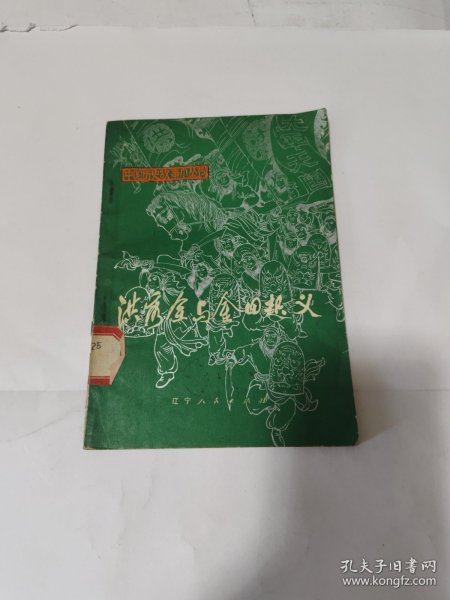 中国历史故事小丛书
洪秀全与金田起义
辽宁人民出版社
25
孔夫子旧书网
www.kongfz.com